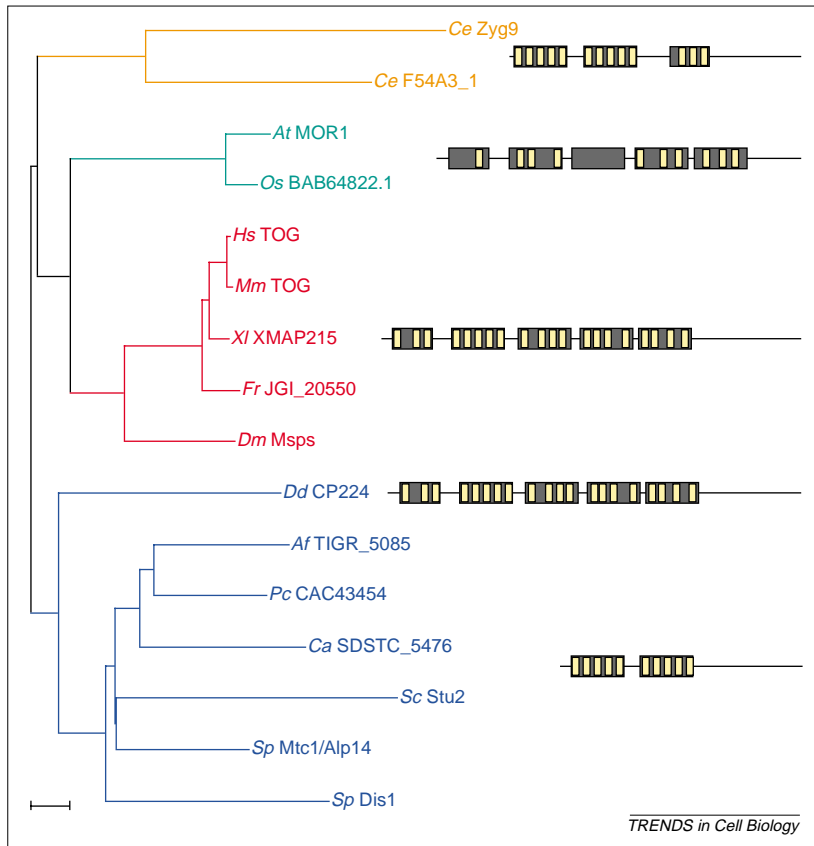 Ce Zyg9
Ce F54A3_1
At MOR1
Os BAB64822.1
Hs TOG
Mm TOG
Xl XMAP215
Fr JGI_20550
Dm Msps
Dd CP224
Af TIGR_5085
Pc CAC43454
Ca SDSTC_5476
Sc Stu2
Sp Mtc1/Alp14
Sp Dis1
TRENDS in Cell Biology